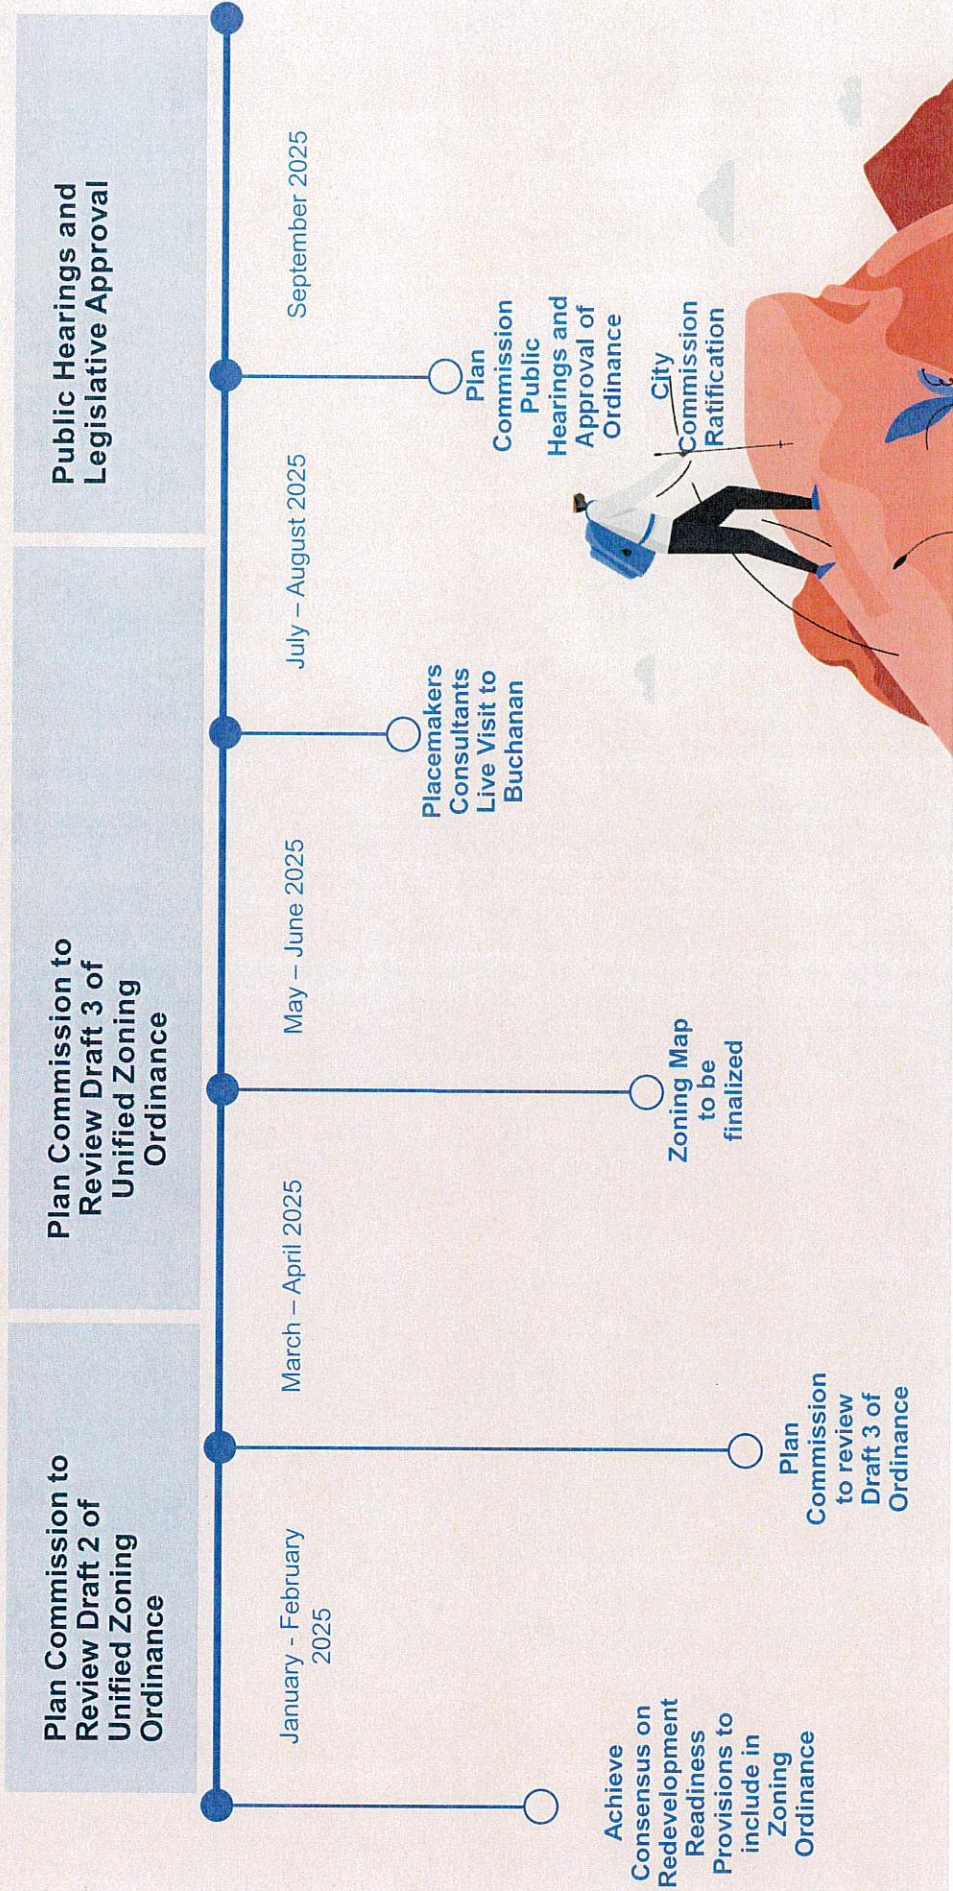 Plan Commission to
Review Draft 2 of
Unified Zoning
Ordinance
Plan Commission to
Review Draft 3 of
Unified Zoning
Ordinance
Public Hearings and
Legislative Approval
January - February
2025
March – April 2025
May – June 2025
July – August 2025
September 2025
Achieve
Consensus on
Redevelopment
Readiness
Provisions to
include in
Zoning
Ordinance
Plan
Commission
to review
Draft 3 of
Ordinance
Zoning Map
to be
finalized
Placemakers
Consultants
Live Visit to
Buchanan
Plan
Commission
Public
Hearings and
Approval of
Ordinance
City
Commission
Ratification